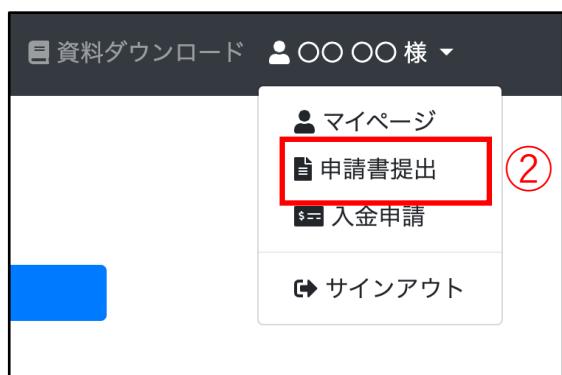 資料ダウンロード 〇〇 〇〇 様
マイページ
申請書提出
②
入金申請
サインアウト